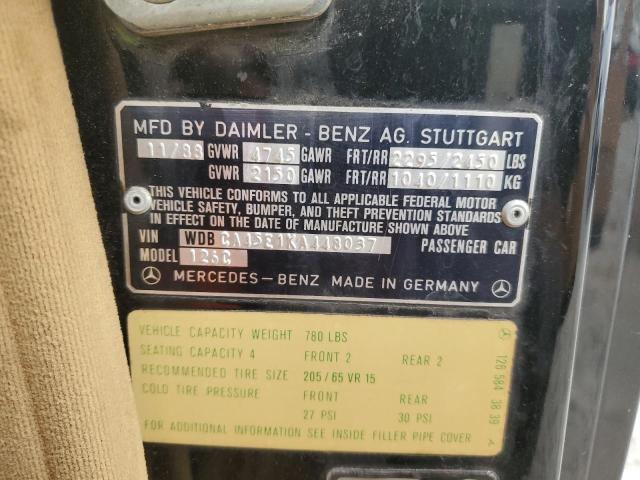 MFD BY DAIMLER - BENZ AG. STUTTGART
11/88 GVWR 4745 GAWR FRT/RR 2295/2450 LBS
GVWR 2150 GAWR FRT/RR 1040/1110 KG
THIS VEHICLE CONFORMS TO ALL APPLICABLE FEDERAL MOTOR
VEHICLE SAFETY, BUMPER, AND THEFT PREVENTION STANDARDS
IN EFFECT ON THE DATE OF MANUFACTURE SHOWN ABOVE
VIN WDB CA45E1KA448037 PASSENGER CAR
MODEL 126C
MERCEDES-BENZ MADE IN GERMANY
VEHICLE CAPACITY WEIGHT 780 LBS
SEATING CAPACITY 4 FRONT 2 REAR 2
RECOMMENDED TIRE SIZE 205/65 VR 15
COLD TIRE PRESSURE FRONT REAR
27 PSI 30 PSI
FOR ADDITIONAL INFORMATION SEE INSIDE FILLER PIPE COVER
126 584 38 39 A